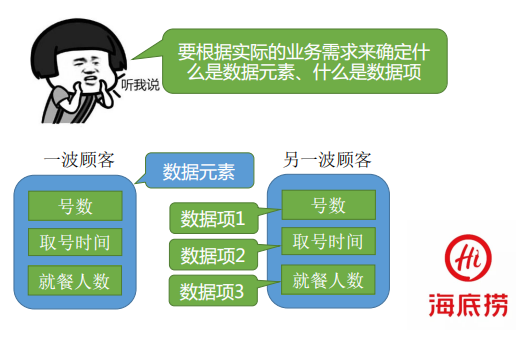 要根据实际的业务需求来确定什
么是数据元素、什么是数据项
听我说
一波顾客
数据元素
另一波顾客
号数
取号时间
就餐人数
数据项1
数据项2
数据项3
号数
取号时间
就餐人数
Hi
海底捞